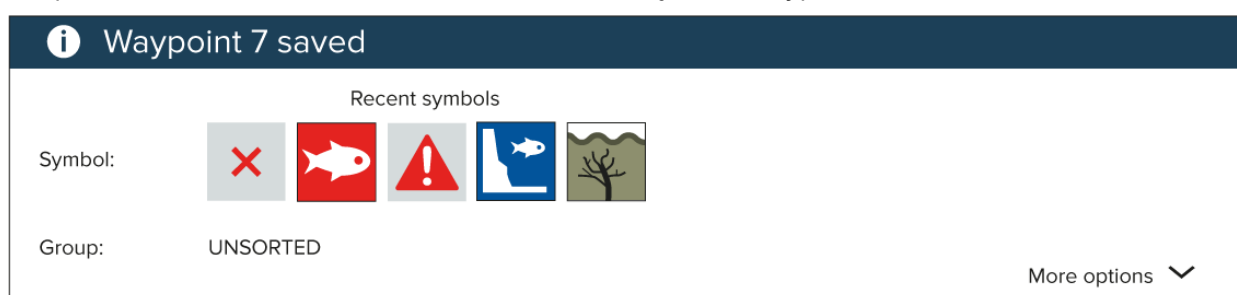 Waypoint 7 saved
Recent symbols
Symbol:
Group: UNSORTED
More options